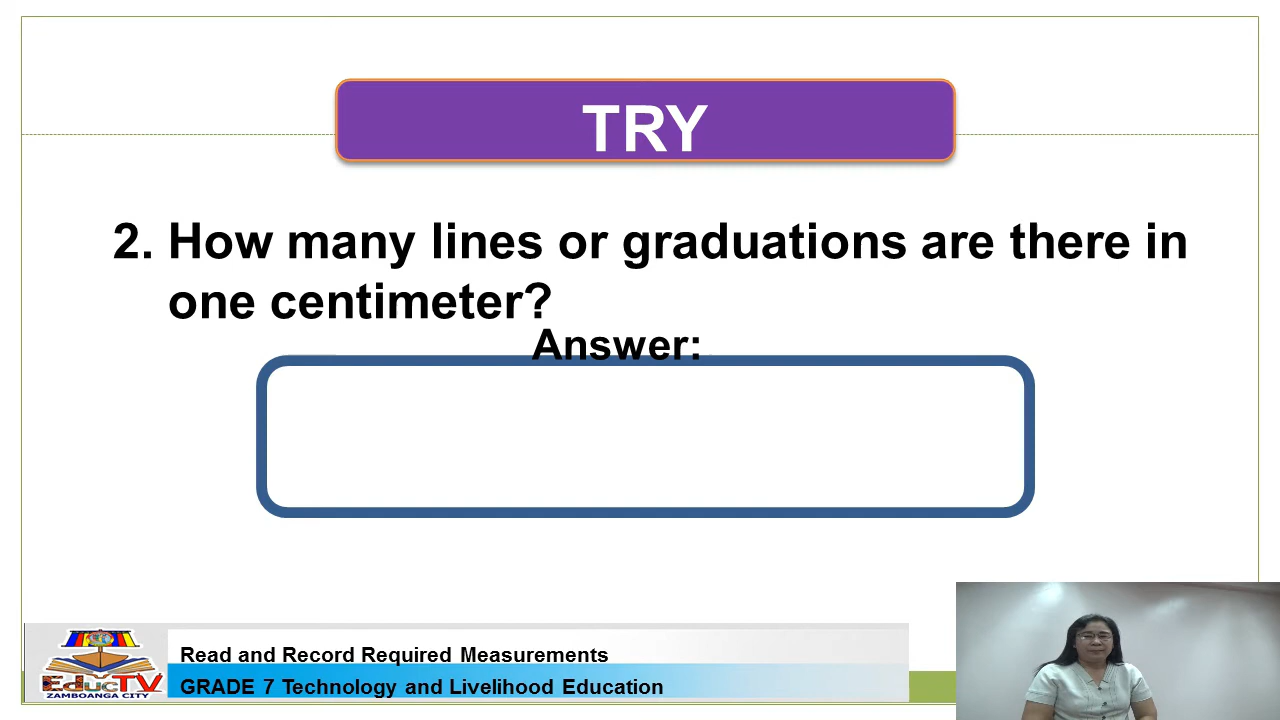 TRY
2. How many lines or graduations are there in
one centimeter?
Answer:
Read and Record Required Measurements
GRADE 7 Technology and Livelihood Education
EducTV
ZAMBOANGA CITY